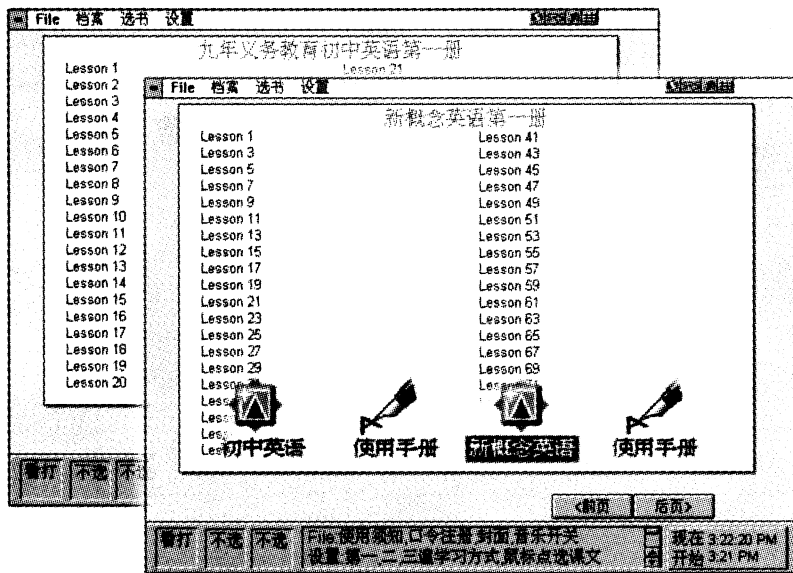 File 档案 选书 设置
九年义务教育初中英语第一册
Lesson 1
Lesson 2
Lesson 3
Lesson 4
Lesson 5
Lesson 6
Lesson 7
Lesson 8
Lesson 9
Lesson 10
Lesson 11
Lesson 12
Lesson 13
Lesson 14
Lesson 15
Lesson 16
Lesson 17
Lesson 18
Lesson 19
Lesson 20
Lesson 21
看打 不选
File 档案 选书 设置
新概念英语第一册
Lesson 1
Lesson 3
Lesson 5
Lesson 7
Lesson 9
Lesson 11
Lesson 13
Lesson 15
Lesson 17
Lesson 19
Lesson 21
Lesson 23
Lesson 25
Lesson 27
Lesson 29
Lesson 41
Lesson 43
Lesson 45
Lesson 47
Lesson 49
Lesson 51
Lesson 53
Lesson 55
Lesson 57
Lesson 59
Lesson 61
Lesson 63
Lesson 65
Lesson 67
Lesson 69
初中英语 使用手册 新概念英语 使用手册
<前页 后页>
看打 不选 不选
File 使用须知,口令注册,封面,音乐开关
设置 第一,二,三遍学习方式,鼠标点选课文
现在 3:22:20 PM
开始 3:21 PM